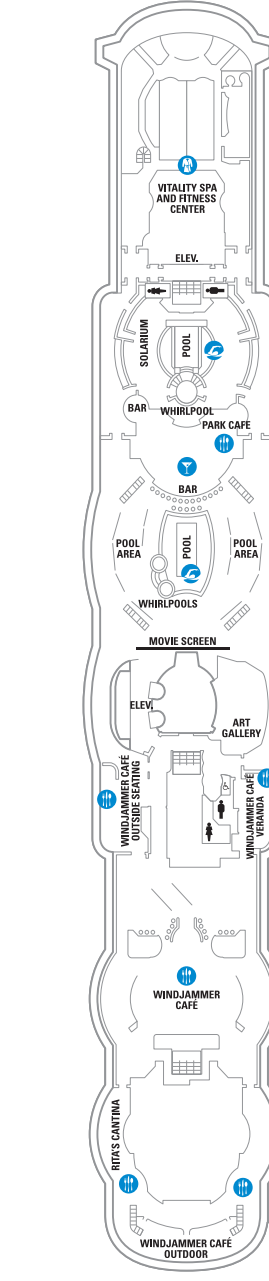 VITALITY SPA
AND FITNESS
CENTER
ELEV.
SOLARIUM
POOL
BAR
WHIRLPOOL
PARK CAFÉ
BAR
POOL
AREA
POOL
POOL
AREA
WHIRLPOOLS
MOVIE SCREEN
ELEV.
ART
GALLERY
WINDJAMMER CAFÉ
OUTSIDE SEATING
WINDJAMMER CAFÉ
VERANDA
WINDJAMMER
CAFÉ
RITA'S CANTINA
WINDJAMMER CAFÉ
OUTDOOR